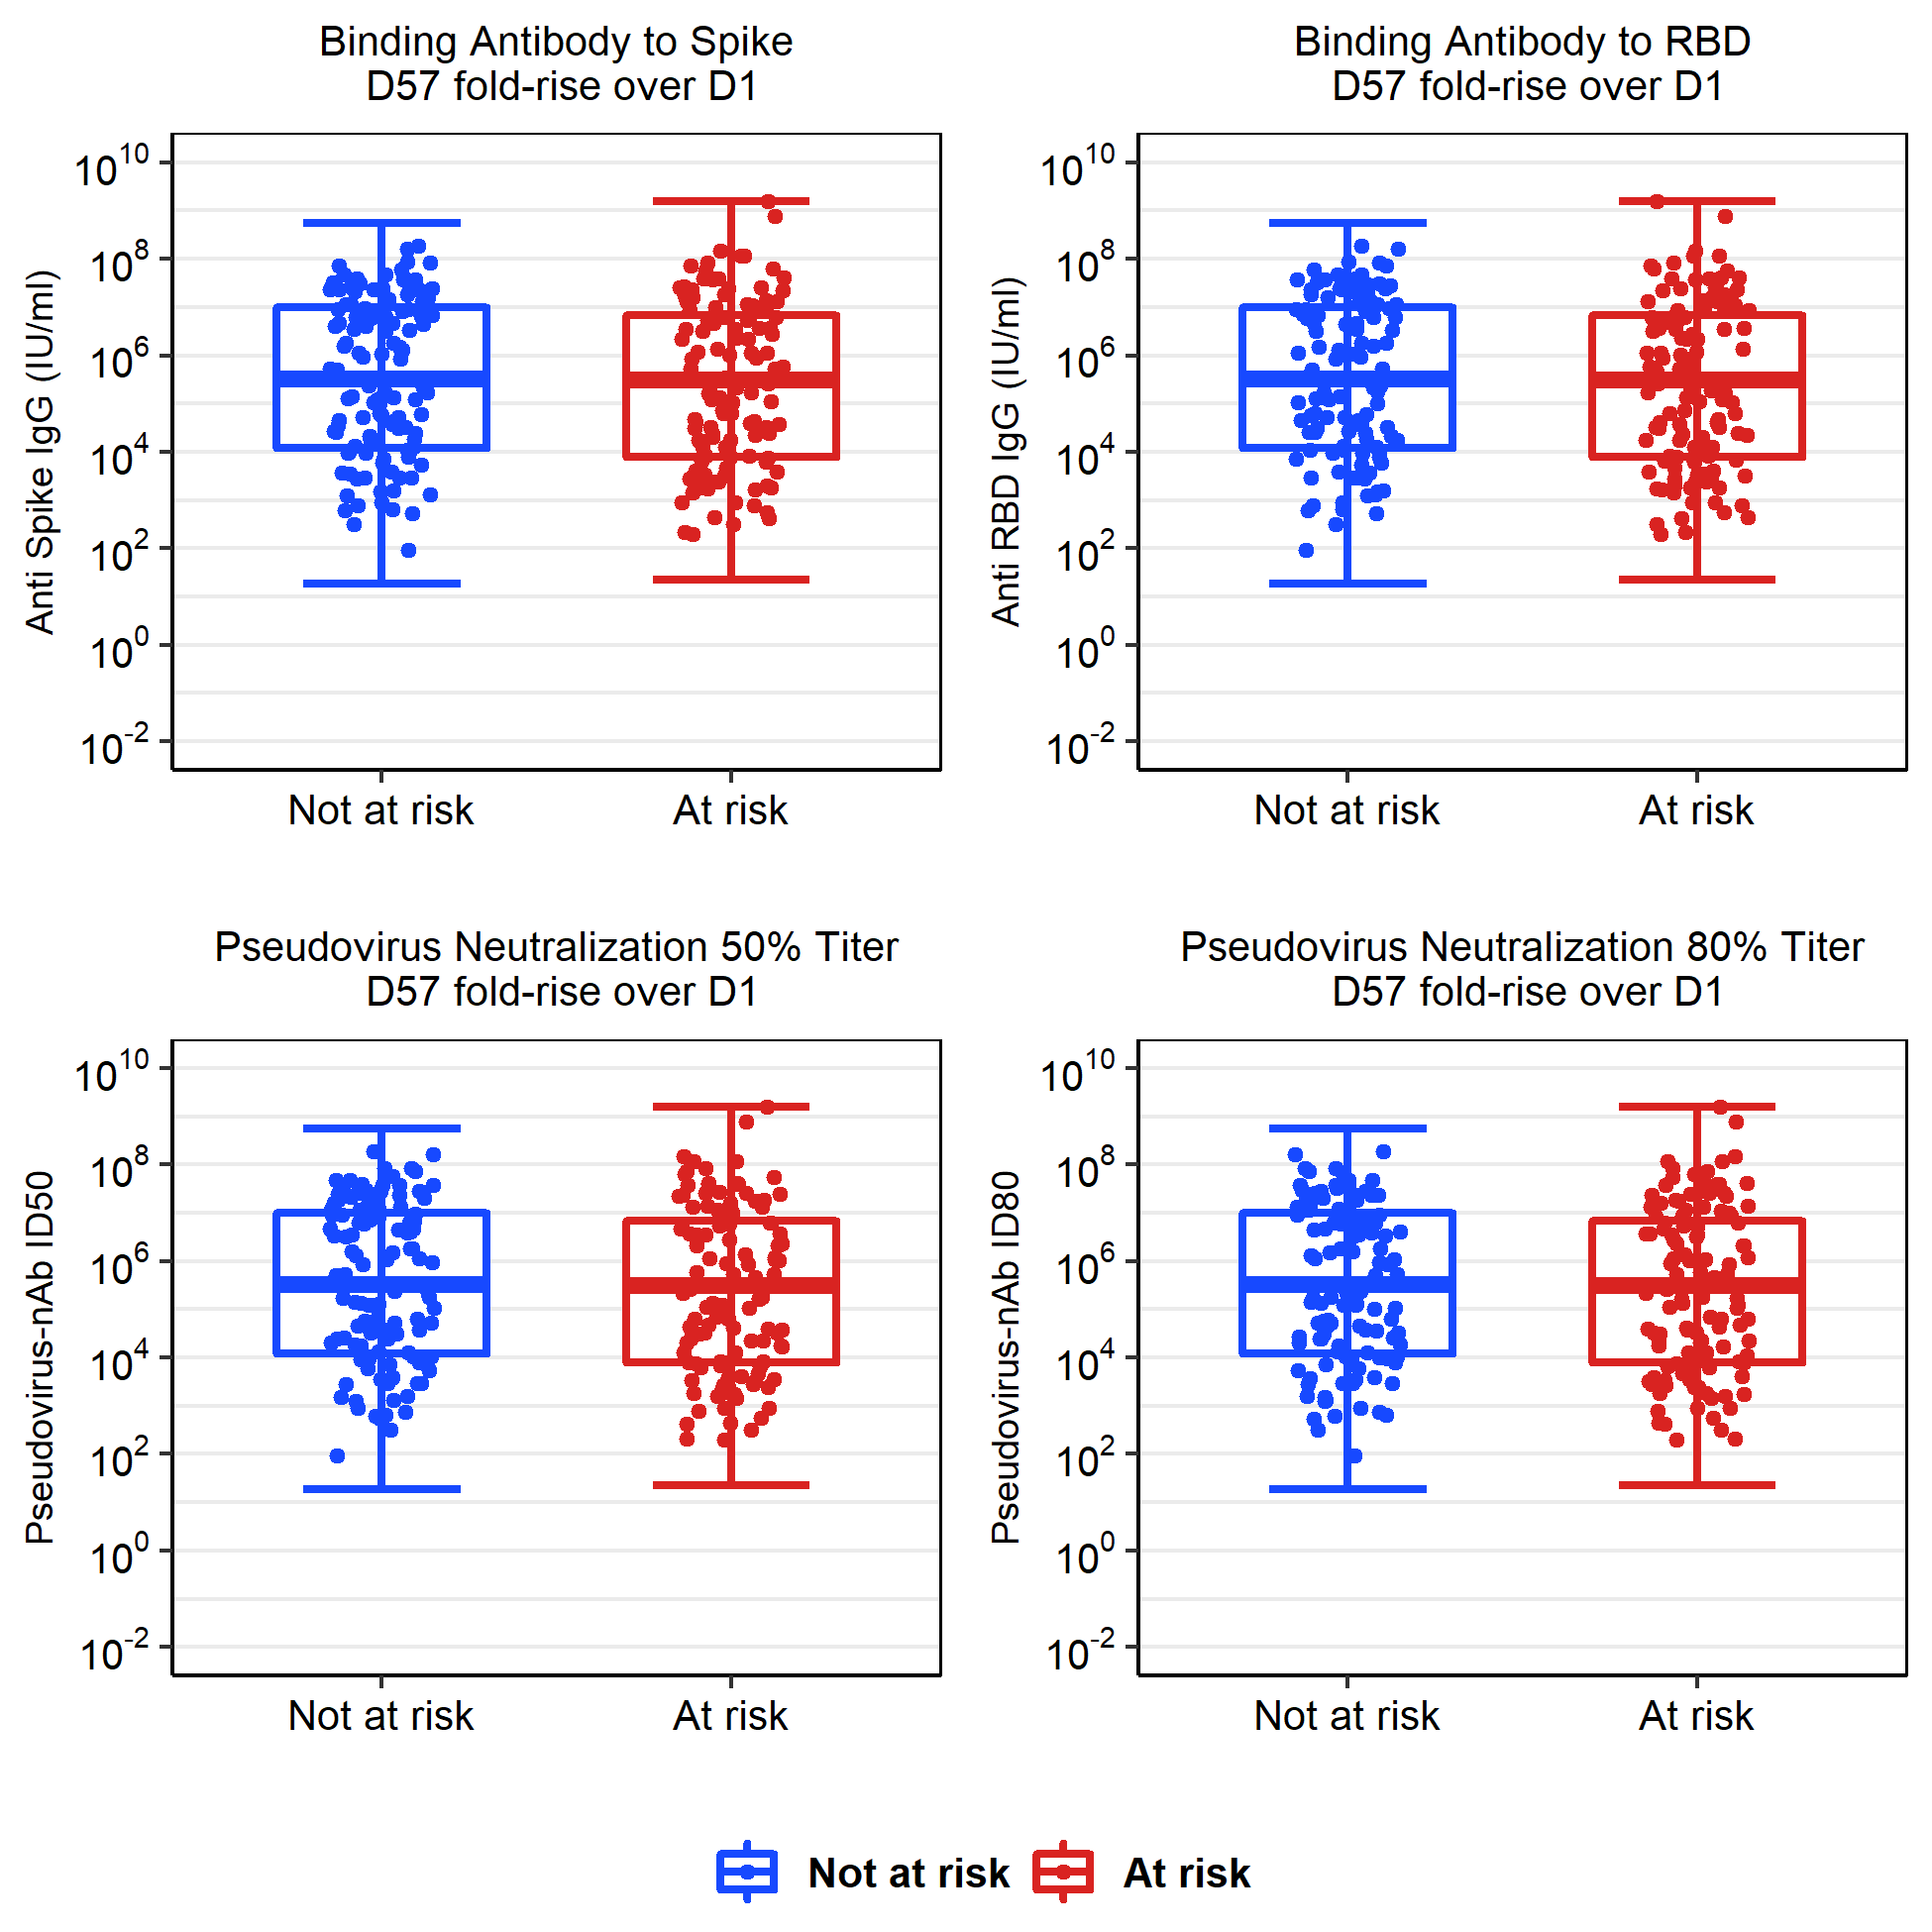 Binding Antibody to Spike
D57 fold-rise over D1
Anti Spike IgG (IU/ml)
10^10
10^8
10^6
10^4
10^2
10^0
10^-2
Not at risk At risk
Binding Antibody to RBD
D57 fold-rise over D1
Anti RBD IgG (IU/ml)
10^10
10^8
10^6
10^4
10^2
10^0
10^-2
Not at risk At risk
Pseudovirus Neutralization 50% Titer
D57 fold-rise over D1
Pseudovirus-nAb ID50
10^10
10^8
10^6
10^4
10^2
10^0
10^-2
Not at risk At risk
Pseudovirus Neutralization 80% Titer
D57 fold-rise over D1
Pseudovirus-nAb ID80
10^10
10^8
10^6
10^4
10^2
10^0
10^-2
Not at risk At risk
Not at risk At risk